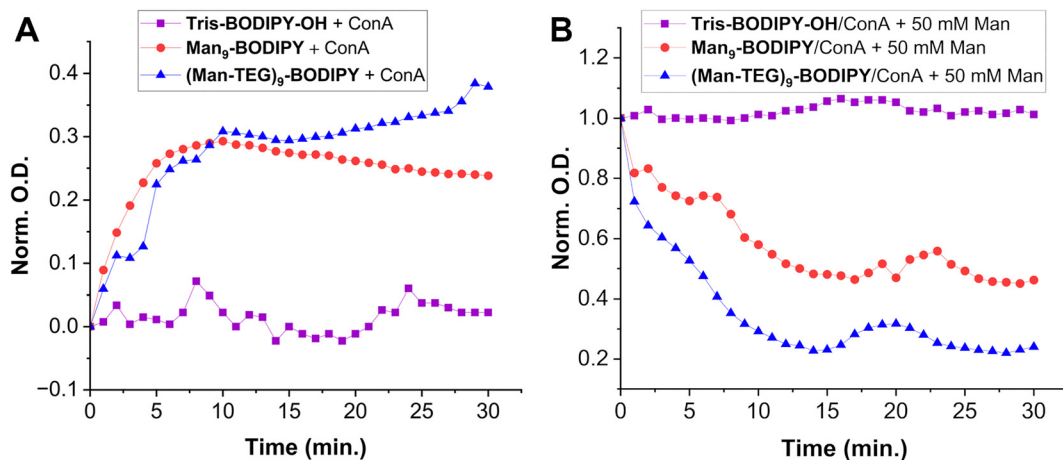 A
Tris-BODIPY-OH + ConA
Man₉-BODIPY + ConA
(Man-TEG)₉-BODIPY + ConA
Norm. O.D.
0.4
0.3
0.2
0.1
0.0
−0.1
0 5 10 15 20 25 30
Time (min.)
B
Tris-BODIPY-OH/ConA + 50 mM Man
Man₉-BODIPY/ConA + 50 mM Man
(Man-TEG)₉-BODIPY/ConA + 50 mM Man
Norm. O.D.
1.2
1.0
0.8
0.6
0.4
0.2
0 5 10 15 20 25 30
Time (min.)